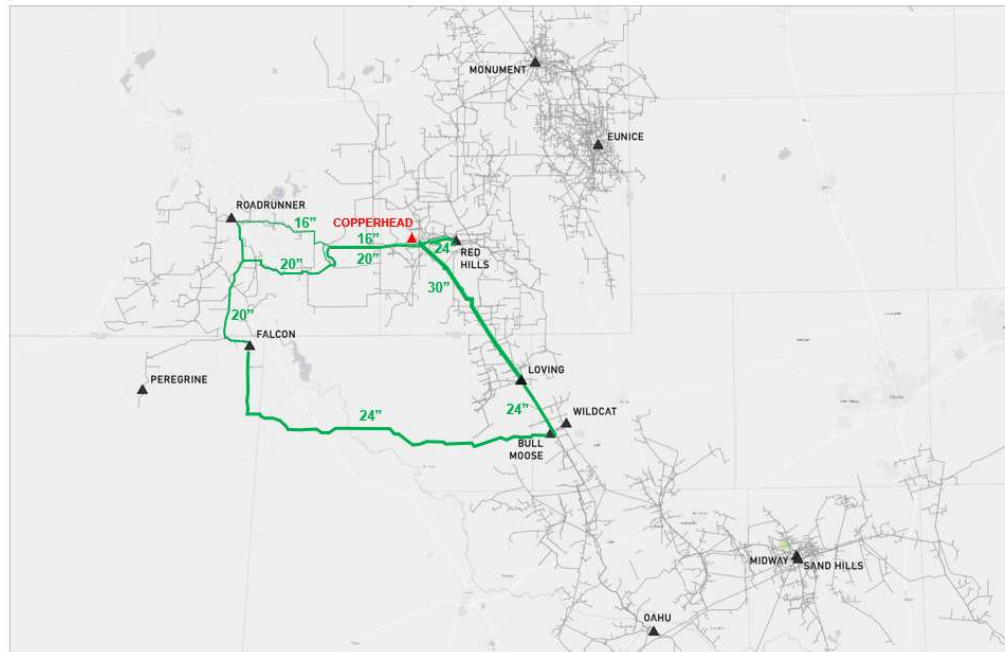 MONUMENT
EUNICE
ROADRUNNER
16”
COPPERHEAD
16”
24”
20”
RED
HILLS
20”
30”
20”
FALCON
PEREGRINE
LOVING
24”
24”
WILDCAT
BULL
MOOSE
MIDWAY
SAND HILLS
OAHU